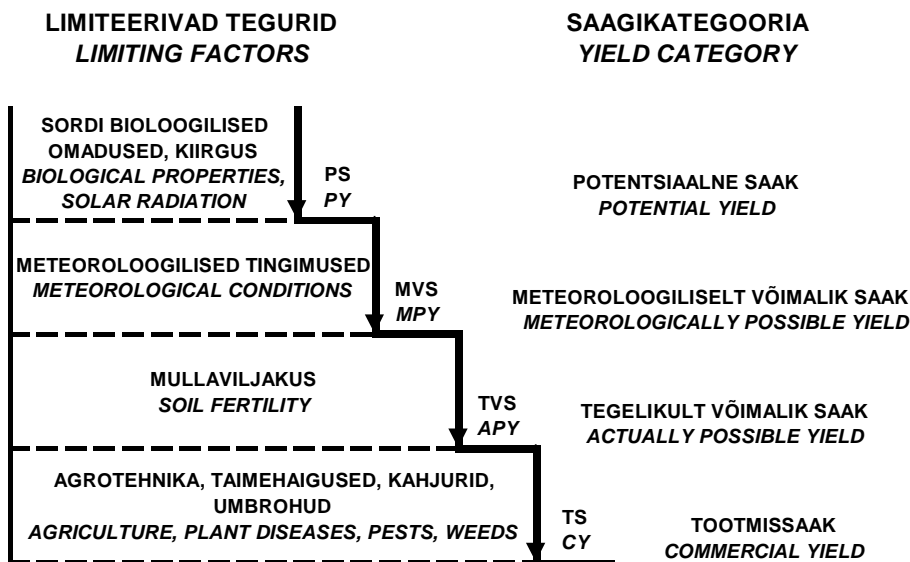 LIMITEERIVAD TEGURID
LIMITING FACTORS
SAAGIKATEGOORIA
YIELD CATEGORY
SORDI BIOLOOGILISED
OMADUSED, KIIRGUS
BIOLOGICAL PROPERTIES,
SOLAR RADIATION
PS
PY
POTENTSIAALNE SAAK
POTENTIAL YIELD
METEOROLOOGILISED TINGIMUSED
METEOROLOGICAL CONDITIONS
MVS
MPY
METEOROLOOGILISELT VÕIMALIK SAAK
METEOROLOGICALLY POSSIBLE YIELD
MULLAVILJAKUS
SOIL FERTILITY
TVS
APY
TEGELIKULT VÕIMALIK SAAK
ACTUALLY POSSIBLE YIELD
AGROTEHNIKA, TAIMEHAIGUSED, KAHJURID,
UMBROHUD
AGRICULTURE, PLANT DISEASES, PESTS, WEEDS
TS
CY
TOOTMISSAAK
COMMERCIAL YIELD